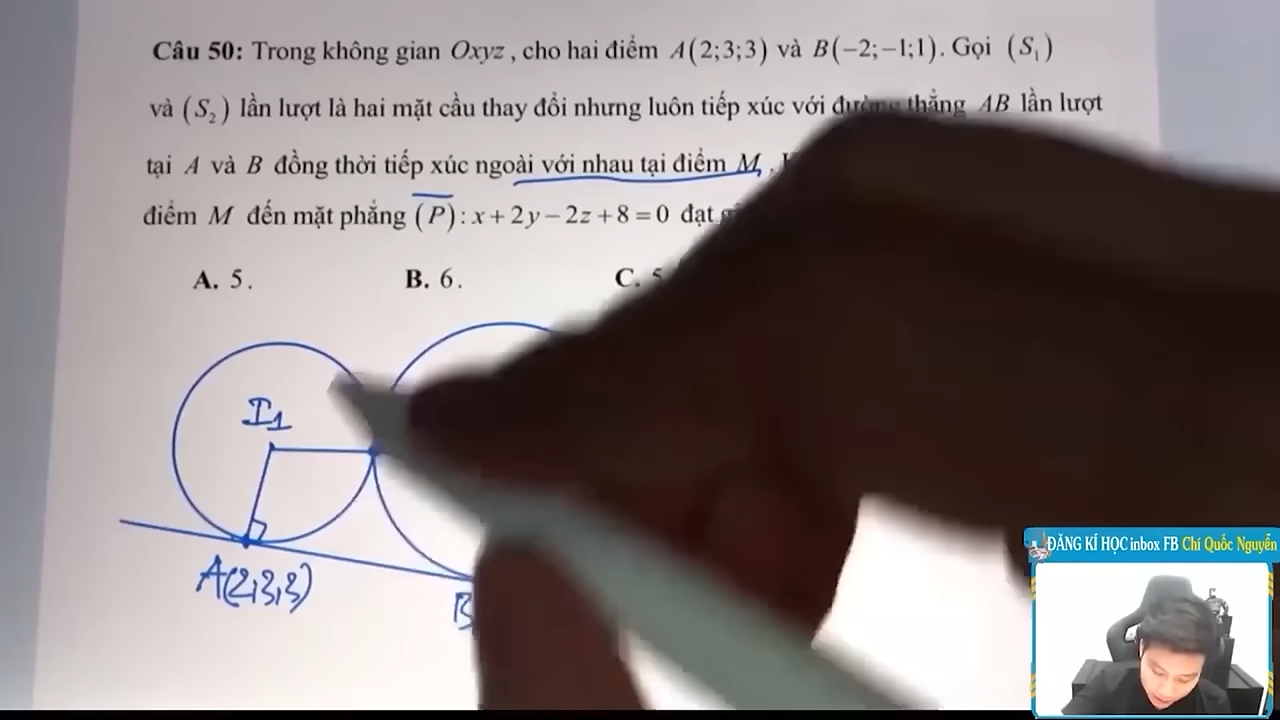 Câu 50: Trong không gian Oxyz, cho hai điểm A(2;3;3) và B(−2;−1;1). Gọi (S₁)
và (S₂) lần lượt là hai mặt cầu thay đổi nhưng luôn tiếp xúc với đường thẳng AB lần lượt
tại A và B đồng thời tiếp xúc ngoài với nhau tại điểm M.
điểm M đến mặt phẳng (P): x + 2y − 2z + 8 = 0 đạt
A. 5. B. 6. C.
I1
A(2,3,3)
B
ĐĂNG KÍ HỌC inbox FB Chí Quốc Nguyễn